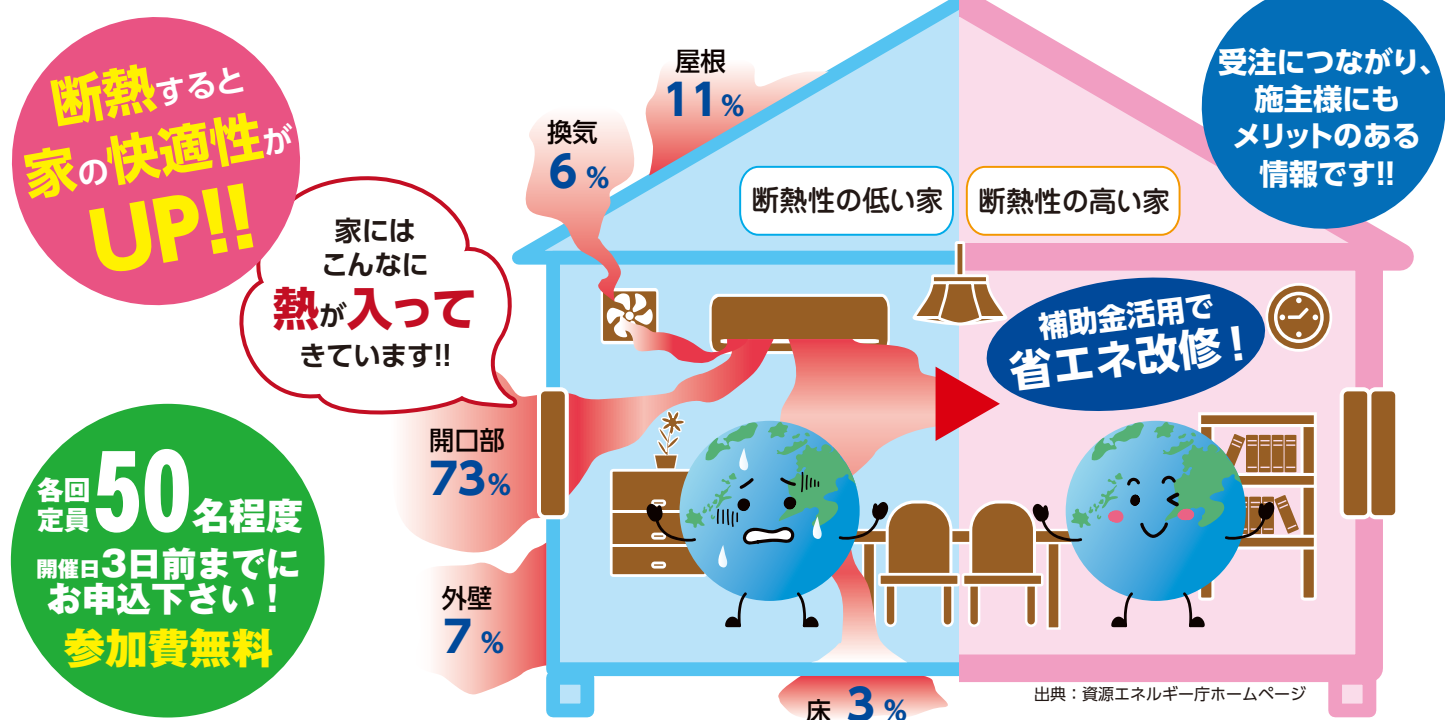 断熱すると
家の快適性が
UP!!
家には
こんなに
熱が入って
きています!!
各回
定員
50名程度
開催日3日前までに
お申込下さい！
参加費無料
屋根
11%
換気
6%
開口部
73%
外壁
7%
床 3%
断熱性の低い家
断熱性の高い家
補助金活用で
省エネ改修！
受注につながり、
施主様にも
メリットのある
情報です!!
出典：資源エネルギー庁ホームページ